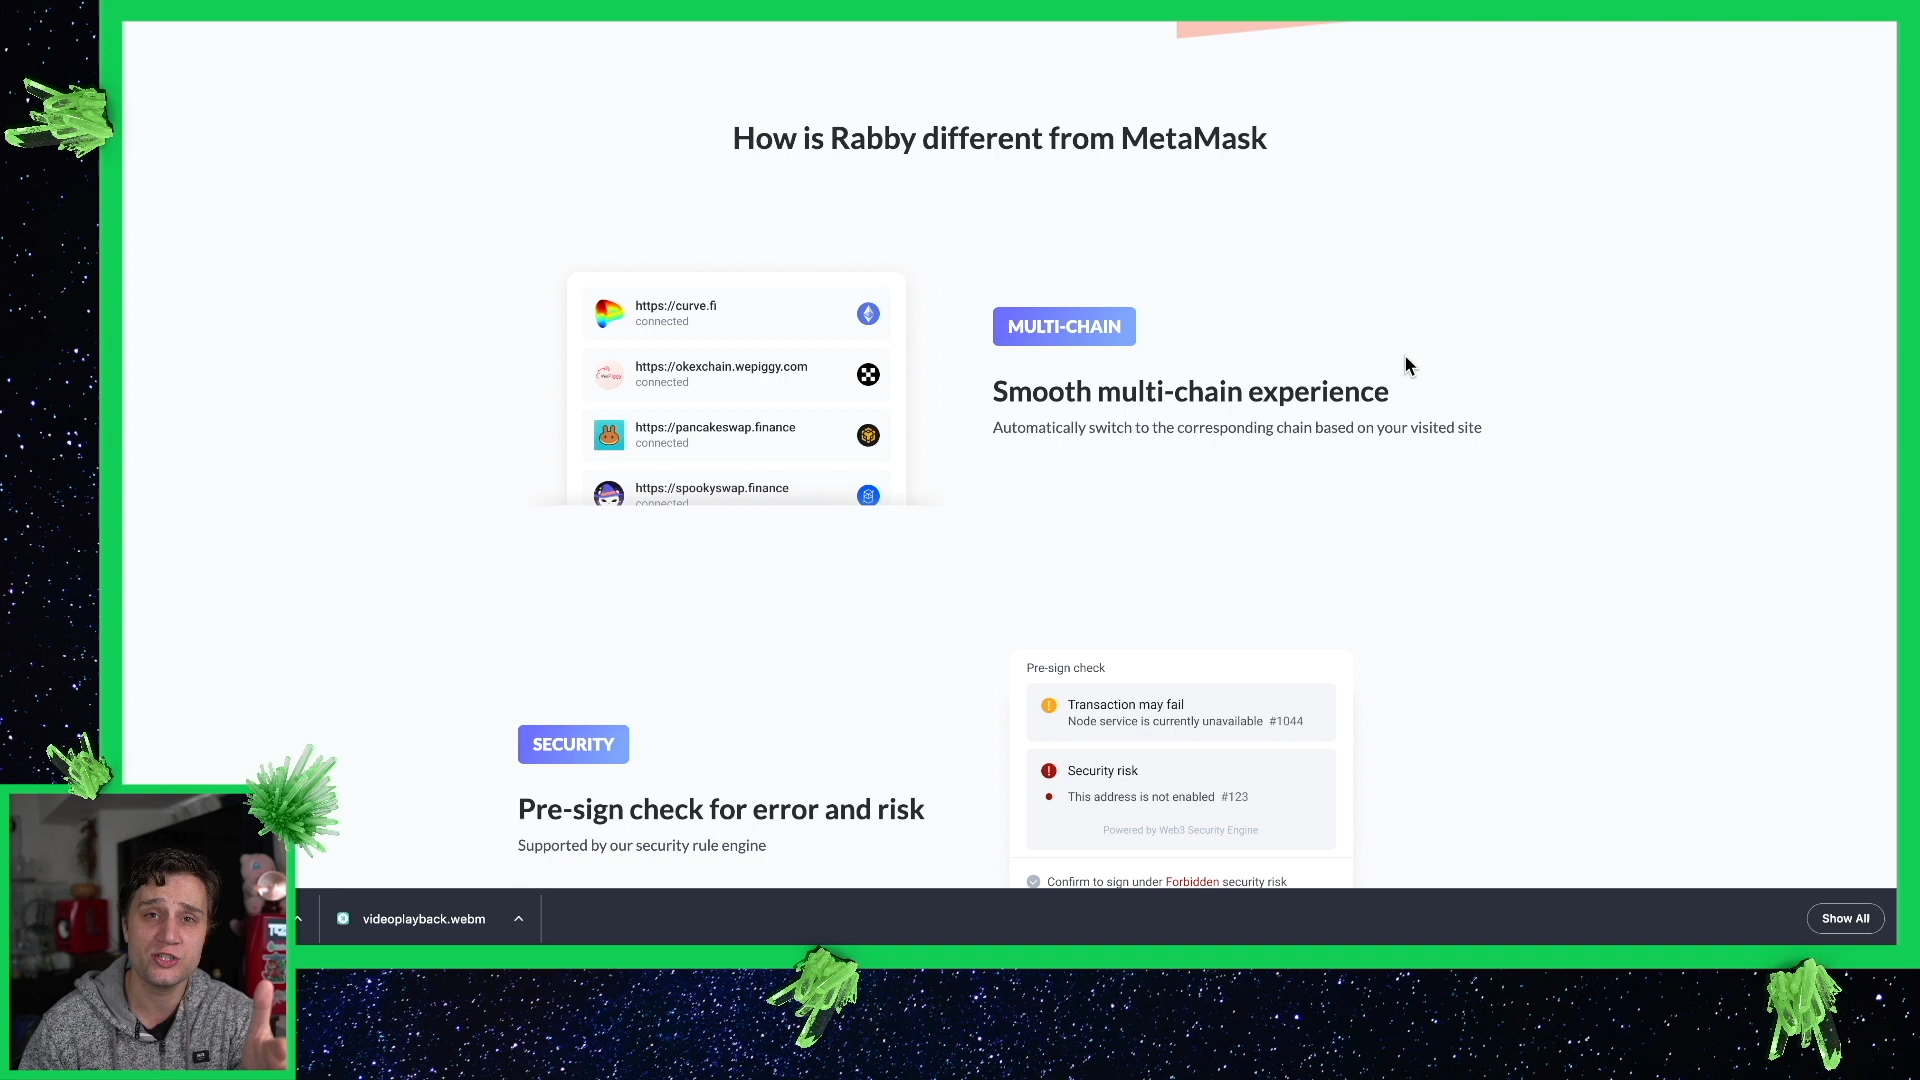 How is Rabby different from MetaMask
https://curve.fi
connected
https://okexchain.wepiggy.com
connected
https://pancakeswap.finance
connected
https://spookyswap.finance
connected
MULTI-CHAIN
Smooth multi-chain experience
Automatically switch to the corresponding chain based on your visited site
SECURITY
Pre-sign check for error and risk
Supported by our security rule engine
Pre-sign check
Transaction may fail
Node service is currently unavailable #1044
Security risk
This address is not enabled #123
Powered by Web3 Security Engine
Confirm to sign under Forbidden security risk
videoplayback.webm
Show All